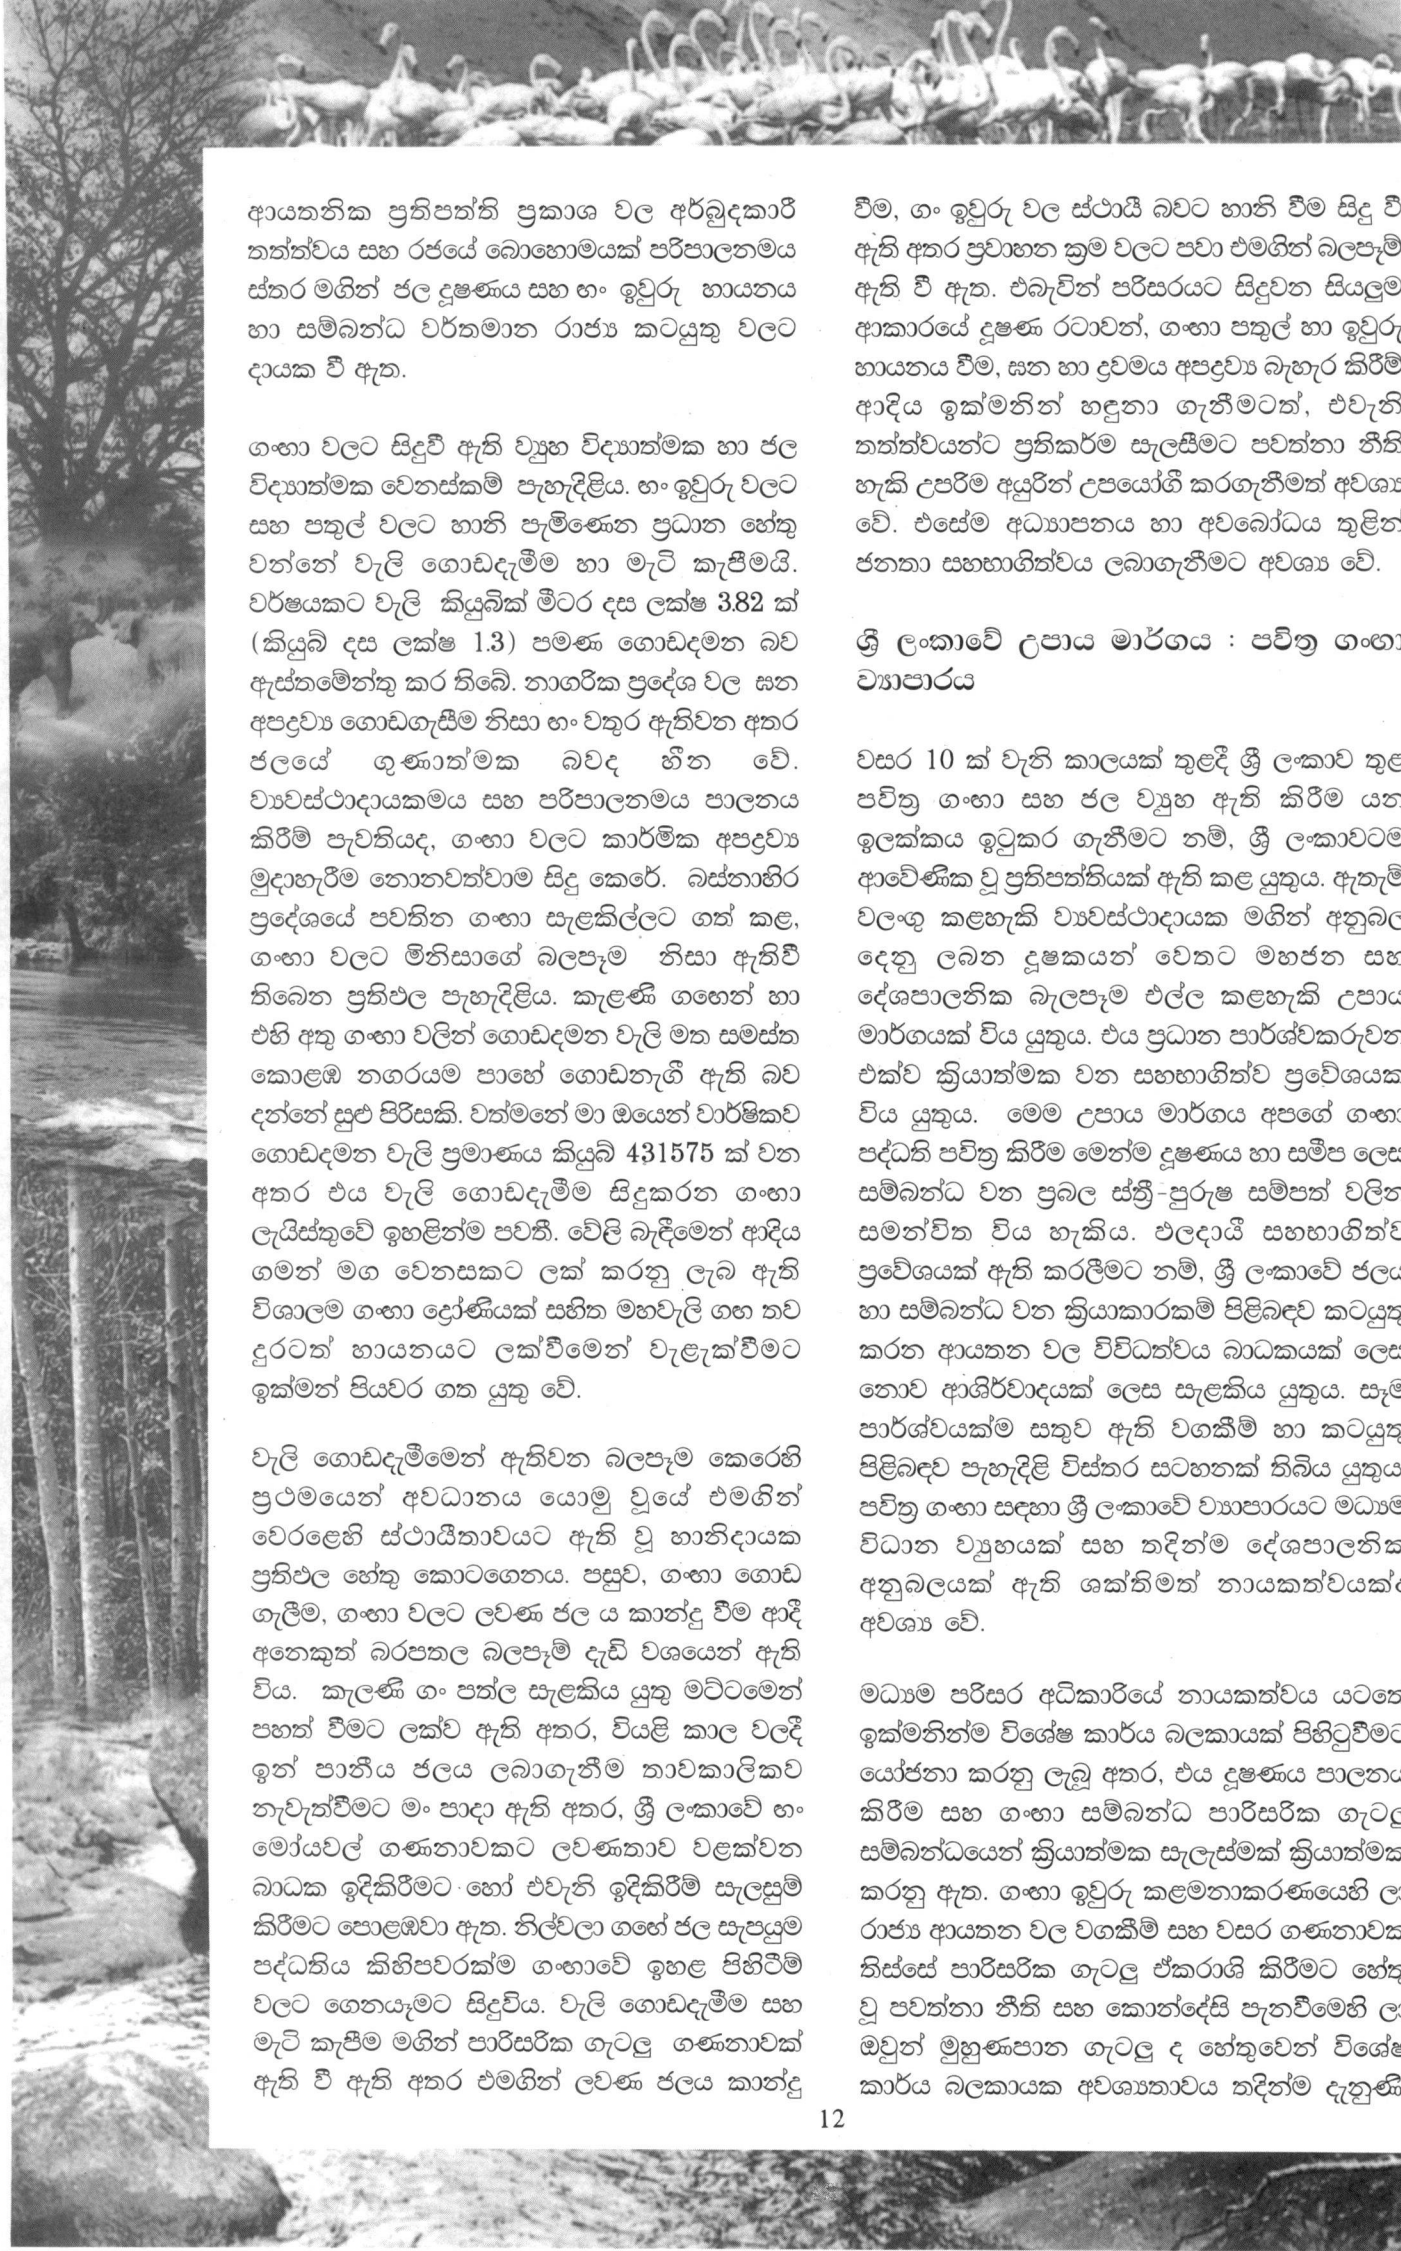 ආයතනික ප්‍රතිපත්ති ප්‍රකාශ වල අර්බුදකාරී
තත්ත්වය සහ රජයේ බොහොමයක් පරිපාලනමය
ස්තර මගින් ජල දූෂණය සහ ඟං ඉවුරු හායනය
හා සම්බන්ධ වර්තමාන රාජ්‍ය කටයුතු වලට
දායක වී ඇත.
ගංඟා වලට සිදුවී ඇති ව්‍යුහ විද්‍යාත්මක හා ජල
විද්‍යාත්මක වෙනස්කම් පැහැදිළිය. ඟං ඉවුරු වලට
සහ පතුල් වලට හානි පැමිණෙන ප්‍රධාන හේතු
වන්නේ වැලි ගොඩදැමීම හා මැටි කැපීමයි.
වර්ෂයකට වැලි කියුබික් මීටර දස ලක්ෂ 3.82 ක්
(කියුබ් දස ලක්ෂ 1.3) පමණ ගොඩදමන බව
ඇස්තමේන්තු කර තිබේ. නාගරික ප්‍රදේශ වල ඝන
අපද්‍රව්‍ය ගොඩගැසීම නිසා ඟං වතුර ඇතිවන අතර
ජලයේ ගුණාත්මක බවද හීන වේ.
ව්‍යවස්ථාදායකමය සහ පරිපාලනමය පාලනය
කිරීම් පැවතියද, ගංඟා වලට කාර්මික අපද්‍රව්‍ය
මුදාහැරීම නොනවත්වාම සිදු කෙරේ. බස්නාහිර
ප්‍රදේශයේ පවතින ගංඟා සැළකිල්ලට ගත් කළ,
ගංඟා වලට මිනිසාගේ බලපෑම නිසා ඇතිවී
තිබෙන ප්‍රතිඵල පැහැදිළිය. කැළණි ගඟෙන් හා
එහි අතු ගංඟා වලින් ගොඩදමන වැලි මත සමස්ත
කොළඹ නගරයම පාහේ ගොඩනැගී ඇති බව
දන්නේ සුළු පිරිසකි. වත්මනේ මා ඔයෙන් වාර්ෂිකව
ගොඩදමන වැලි ප්‍රමාණය කියුබ් 431575 ක් වන
අතර එය වැලි ගොඩදැමීම සිදුකරන ගංඟා
ලැයිස්තුවේ ඉහළින්ම පවතී. වේලි බැඳීමෙන් ආදිය
ගමන් මග වෙනසකට ලක් කරනු ලැබ ඇති
විශාලම ගංඟා ද්‍රෝණියක් සහිත මහවැලි ගඟ තව
දුරටත් හායනයට ලක්වීමෙන් වැළැක්වීමට
ඉක්මන් පියවර ගත යුතු වේ.
වැලි ගොඩදැමීමෙන් ඇතිවන බලපෑම කෙරෙහි
ප්‍රථමයෙන් අවධානය යොමු වූයේ එමගින්
වෙරළෙහි ස්ථායීතාවයට ඇති වූ හානිදායක
ප්‍රතිඵල හේතු කොටගෙනය. පසුව, ගංඟා ගොඩ
ගැලීම, ගංඟා වලට ලවණ ජල ය කාන්දු වීම ආදී
අනෙකුත් බරපතල බලපෑම් දැඩි වශයෙන් ඇති
විය. කැලණි ගං පත්ල සැළකිය යුතු මට්ටමෙන්
පහත් වීමට ලක්ව ඇති අතර, වියළි කාල වලදී
ඉන් පානීය ජලය ලබාගැනීම තාවකාලිකව
නැවැත්වීමට මං පාදා ඇති අතර, ශ්‍රී ලංකාවේ ඟං
මෝයවල් ගණනාවකට ලවණතාව වළක්වන
බාධක ඉදිකිරීමට හෝ එවැනි ඉදිකිරීම් සැලසුම්
කිරීමට පොළඹවා ඇත. නිල්වලා ගඟේ ජල සැපයුම
පද්ධතිය කිහිපවරක්ම ගංඟාවේ ඉහළ පිහිටීම්
වලට ගෙනයෑමට සිදුවිය. වැලි ගොඩදැමීම සහ
මැටි කැපීම මගින් පාරිසරික ගැටලු ගණනාවක්
ඇති වී ඇති අතර එමගින් ලවණ ජලය කාන්දු
වීම, ගං ඉවුරු වල ස්ථායී බවට හානි වීම සිදු වී
ඇති අතර ප්‍රවාහන ක්‍රම වලට පවා එමගින් බලපෑම්
ඇති වී ඇත. එබැවින් පරිසරයට සිදුවන සියලුම
ආකාරයේ දූෂණ රටාවන්, ගංඟා පතුල් හා ඉවුරු
හායනය වීම, ඝන හා ද්‍රවමය අපද්‍රව්‍ය බැහැර කිරීම්
ආදිය ඉක්මනින් හඳුනා ගැනීමටත්, එවැනි
තත්ත්වයන්ට ප්‍රතිකර්ම සැලසීමට පවත්නා නීති
හැකි උපරිම අයුරින් උපයෝගී කරගැනීමත් අවශ්‍ය
වේ. එසේම අධ්‍යාපනය හා අවබෝධය තුළින්
ජනතා සහභාගිත්වය ලබාගැනීමට අවශ්‍ය වේ.
ශ්‍රී ලංකාවේ උපාය මාර්ගය : පවිත්‍ර ගංඟා
ව්‍යාපාරය
වසර 10 ක් වැනි කාලයක් තුළදී ශ්‍රී ලංකාව තුළ
පවිත්‍ර ගංඟා සහ ජල ව්‍යුහ ඇති කිරීම යන
ඉලක්කය ඉටුකර ගැනීමට නම්, ශ්‍රී ලංකාවටම
ආවේණික වූ ප්‍රතිපත්තියක් ඇති කළ යුතුය. ඇතැම්
වලංගු කළහැකි ව්‍යවස්ථාදායක මගින් අනුබල
දෙනු ලබන දූෂකයන් වෙතට මහජන සහ
දේශපාලනික බැලපෑම එල්ල කළහැකි උපාය
මාර්ගයක් විය යුතුය. එය ප්‍රධාන පාර්ශ්වකරුවන්
එක්ව ක්‍රියාත්මක වන සහභාගිත්ව ප්‍රවේශයක්
විය යුතුය. මෙම උපාය මාර්ගය අපගේ ගංඟා
පද්ධති පවිත්‍ර කිරීම මෙන්ම දූෂණය හා සමීප ලෙස
සම්බන්ධ වන ප්‍රබල ස්ත්‍රී-පුරුෂ සම්පත් වලින්
සමන්විත විය හැකිය. ඵලදායී සහභාගිත්ව
ප්‍රවේශයක් ඇති කරලීමට නම්, ශ්‍රී ලංකාවේ ජලය
හා සම්බන්ධ වන ක්‍රියාකාරකම් පිළිබඳව කටයුතු
කරන ආයතන වල විවිධත්වය බාධකයක් ලෙස
නොව ආශිර්වාදයක් ලෙස සැළකිය යුතුය. සෑම
පාර්ශ්වයක්ම සතුව ඇති වගකීම් හා කටයුතු
පිළිබඳව පැහැදිළි විස්තර සටහනක් තිබිය යුතුය
පවිත්‍ර ගංඟා සඳහා ශ්‍රී ලංකාවේ ව්‍යාපාරයට මධ්‍යම
විධාන ව්‍යුහයක් සහ තදින්ම දේශපාලනික
අනුබලයක් ඇති ශක්තිමත් නායකත්වයක්ද
අවශ්‍ය වේ.
මධ්‍යම පරිසර අධිකාරියේ නායකත්වය යටතේ
ඉක්මනින්ම විශේෂ කාර්ය බලකායක් පිහිටුවීමට
යෝජනා කරනු ලැබූ අතර, එය දූෂණය පාලනය
කිරීම සහ ගංඟා සම්බන්ධ පාරිසරික ගැටලු
සම්බන්ධයෙන් ක්‍රියාත්මක සැලැස්මක් ක්‍රියාත්මක
කරනු ඇත. ගංඟා ඉවුරු කළමනාකරණයෙහි ලා
රාජ්‍ය ආයතන වල වගකීම් සහ වසර ගණනාවක්
තිස්සේ පාරිසරික ගැටලු ඒකරාශි කිරීමට හේතු
වූ පවත්නා නීති සහ කොන්දේසි පැනවීමෙහි ලා
ඔවුන් මුහුණපාන ගැටලු ද හේතුවෙන් විශේෂ
කාර්ය බලකායක අවශ්‍යතාවය තදින්ම දැනුණි
12